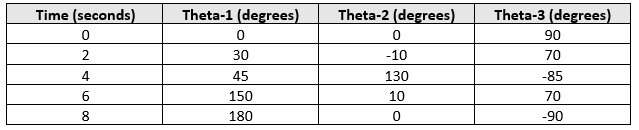 Time (seconds) Theta-1 (degrees) Theta-2 (degrees) Theta-3 (degrees)
0 0 0 90
2 30 -10 70
4 45 130 -85
6 150 10 70
8 180 0 -90